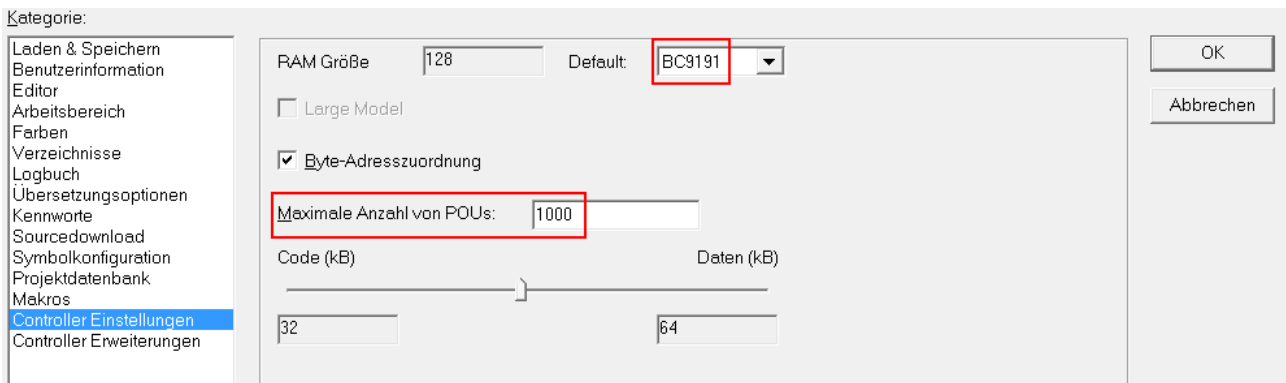 Kategorie:
Laden & Speichern
Benutzerinformation
Editor
Arbeitsbereich
Farben
Verzeichnisse
Logbuch
Übersetzungsoptionen
Kennworte
Sourcedownload
Symbolkonfiguration
Projektdatenbank
Makros
Controller Einstellungen
Controller Erweiterungen
RAM Größe 128 Default: BC9191
Large Model
Byte-Adresszuordnung
Maximale Anzahl von POUs: 1000
Code (kB) Daten (kB)
32 64
OK
Abbrechen